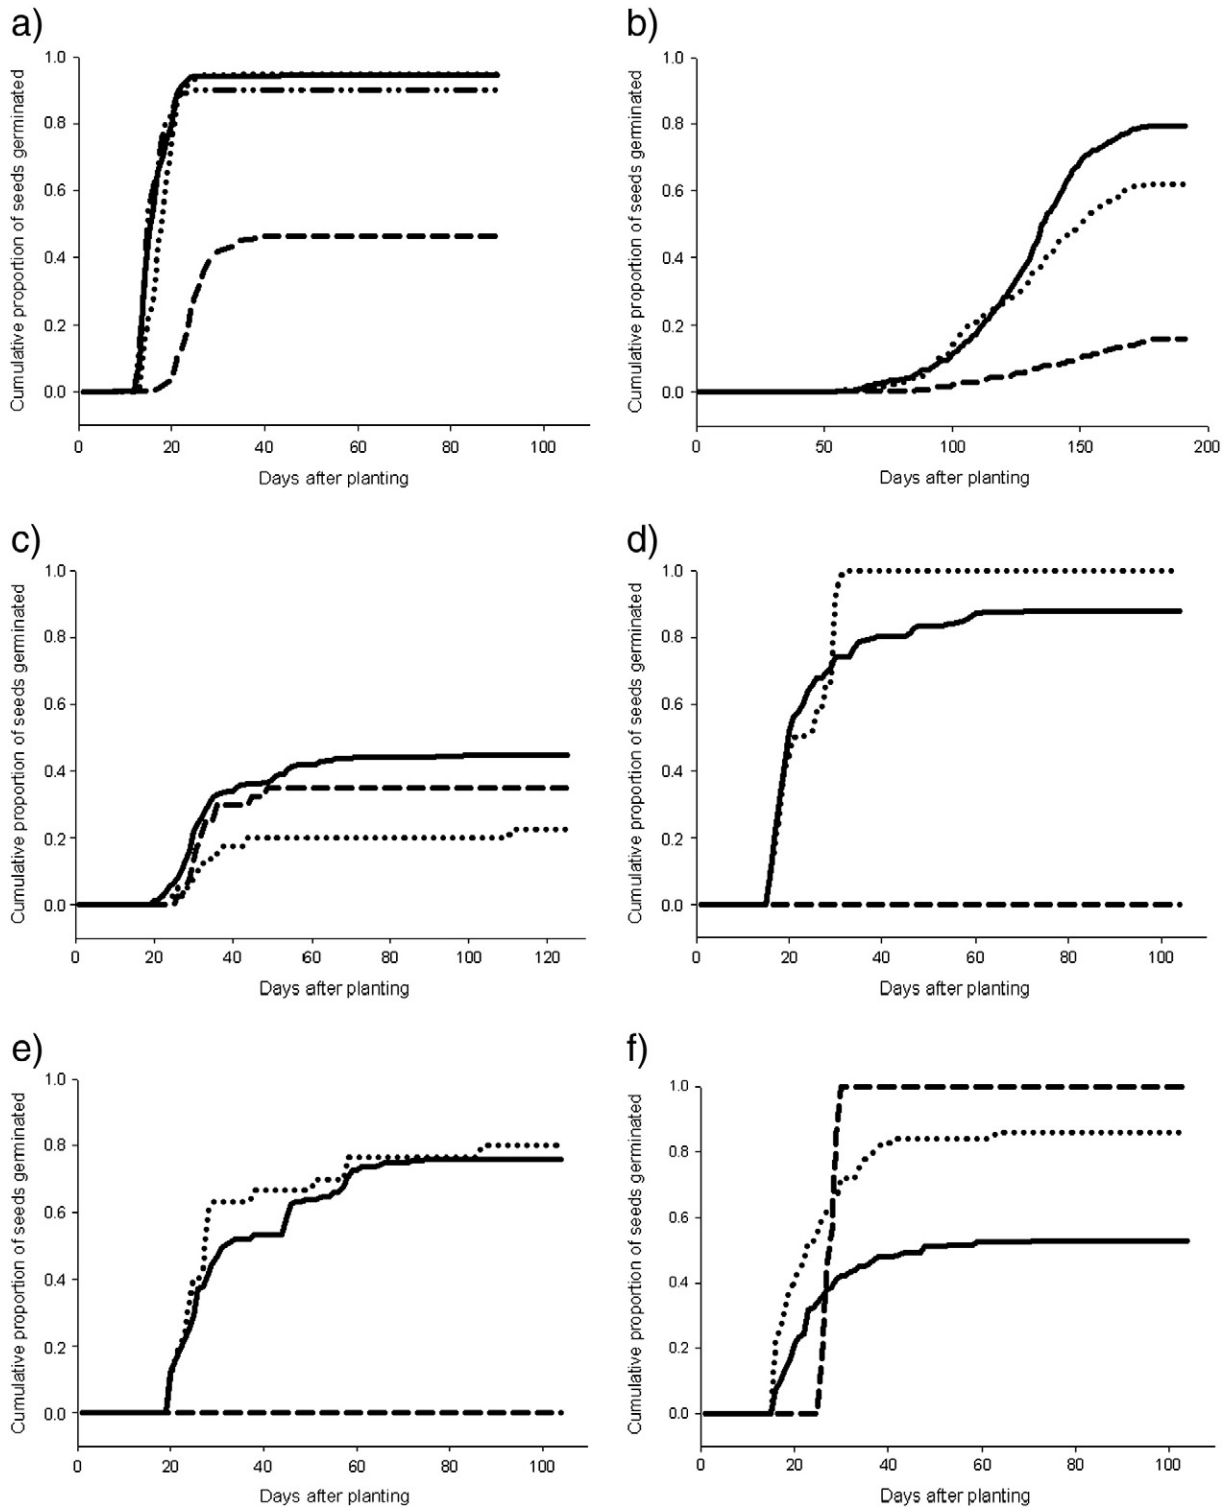 a)
Cumulative proportion of seeds germinated
1.0
0.8
0.6
0.4
0.2
0.0
0 20 40 60 80 100
Days after planting
b)
Cumulative proportion of seeds germinated
1.0
0.8
0.6
0.4
0.2
0.0
0 50 100 150 200
Days after planting
c)
Cumulative proportion of seeds germinated
1.0
0.8
0.6
0.4
0.2
0.0
0 20 40 60 80 100 120
Days after planting
d)
Cumulative proportion of seeds germinated
1.0
0.8
0.6
0.4
0.2
0.0
0 20 40 60 80 100
Days after planting
e)
Cumulative proportion of seeds germinated
1.0
0.8
0.6
0.4
0.2
0.0
0 20 40 60 80 100
Days after planting
f)
Cumulative proportion of seeds germinated
1.0
0.8
0.6
0.4
0.2
0.0
0 20 40 60 80 100
Days after planting